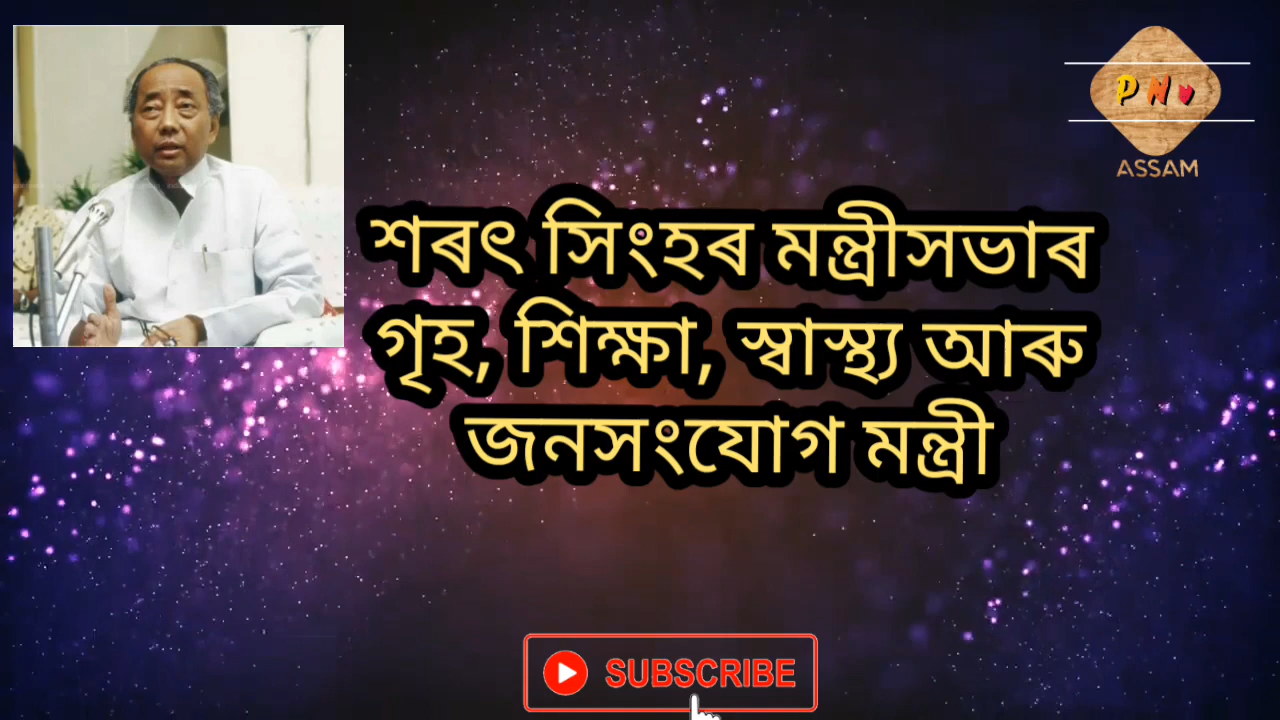 PN
ASSAM
শৰৎ সিংহৰ মন্ত্ৰীসভাৰ
গৃহ, শিক্ষা, স্বাস্থ্য আৰু
জনসংযোগ মন্ত্ৰী
SUBSCRIBE